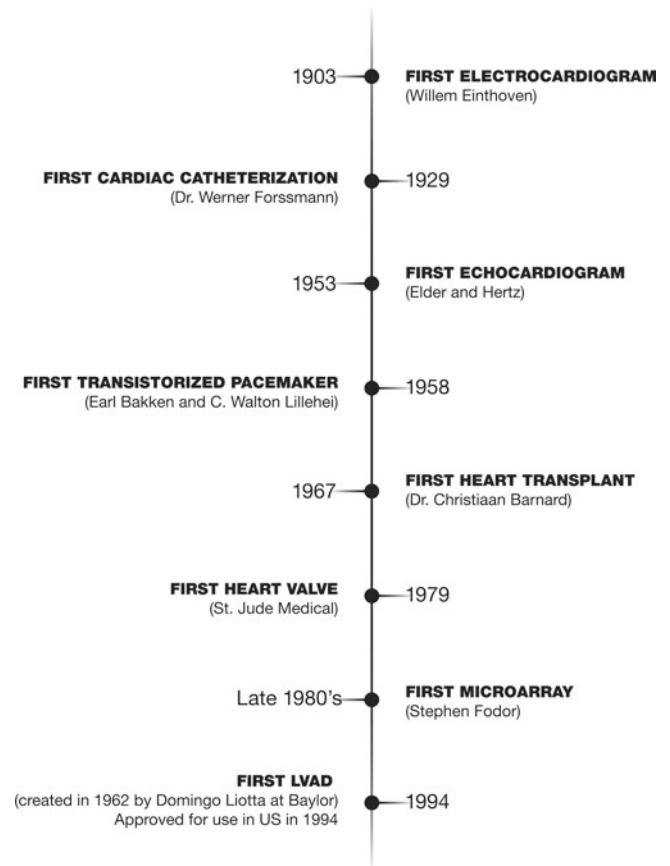 1903
FIRST ELECTROCARDIOGRAM
(Willem Einthoven)
FIRST CARDIAC CATHETERIZATION
(Dr. Werner Forssmann)
1929
1953
FIRST ECHOCARDIOGRAM
(Elder and Hertz)
FIRST TRANSISTORIZED PACEMAKER
(Earl Bakken and C. Walton Lillehei)
1958
1967
FIRST HEART TRANSPLANT
(Dr. Christiaan Barnard)
FIRST HEART VALVE
(St. Jude Medical)
1979
Late 1980's
FIRST MICROARRAY
(Stephen Fodor)
FIRST LVAD
(created in 1962 by Domingo Liotta at Baylor)
Approved for use in US in 1994
1994